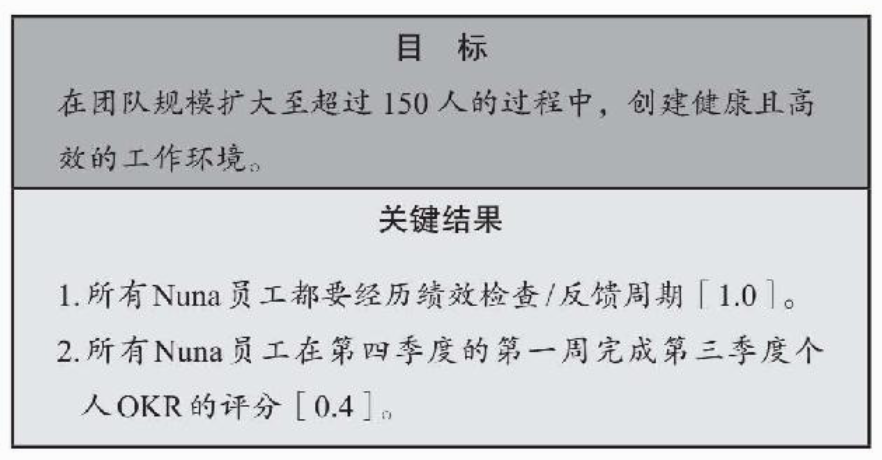 目 标
在团队规模扩大至超过 150 人的过程中，创建健康且高
效的工作环境。
关键结果
1.所有Nuna员工都要经历绩效检查/反馈周期［1.0］。
2.所有Nuna员工在第四季度的第一周完成第三季度个
人OKR的评分［0.4］。